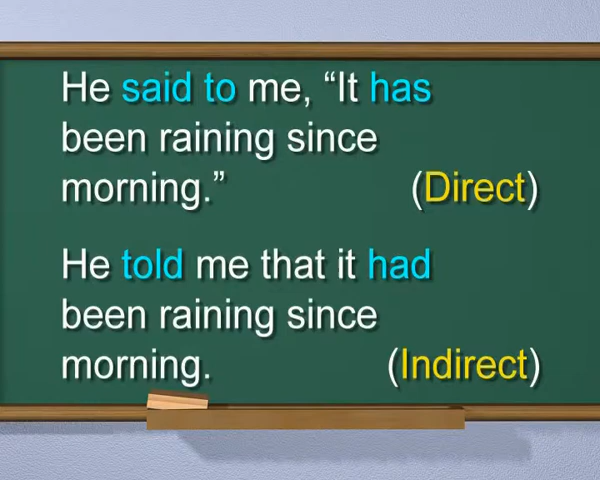 He said to me, “It has
been raining since
morning.” (Direct)
He told me that it had
been raining since
morning. (Indirect)